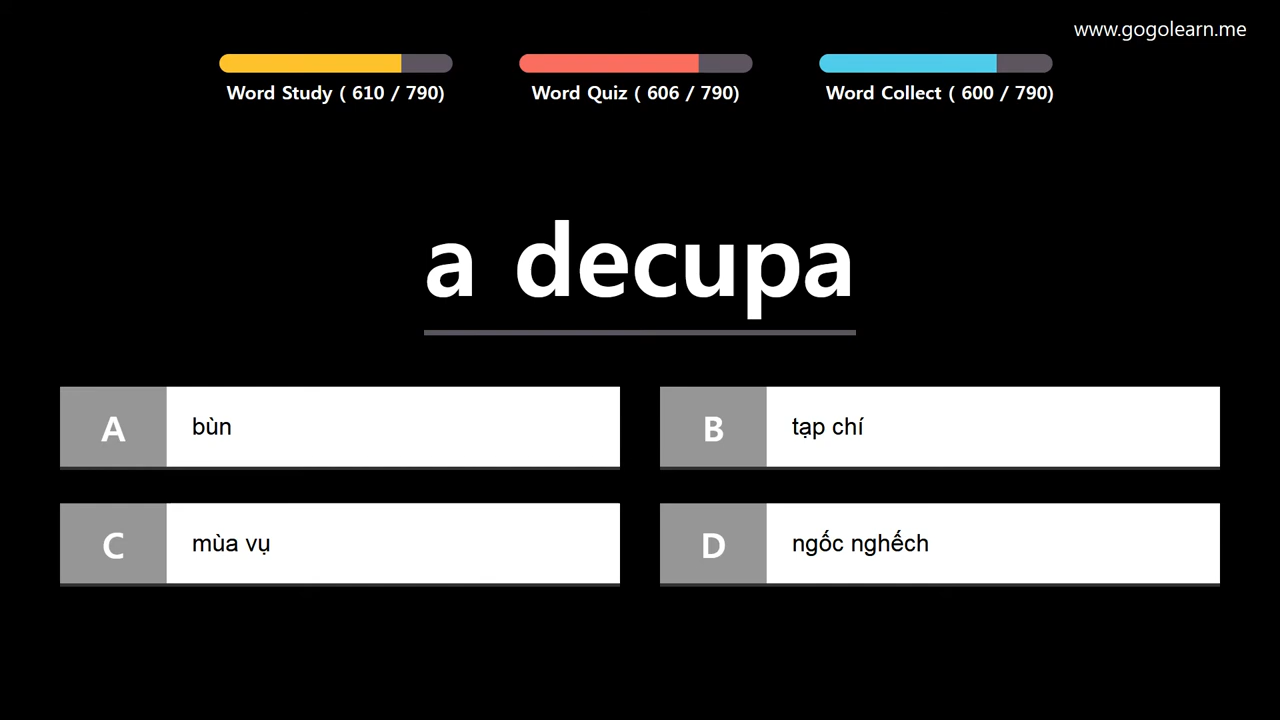 www.gogolearn.me
Word Study ( 610 / 790)
Word Quiz ( 606 / 790)
Word Collect ( 600 / 790)
a decupa
A bùn
B tạp chí
C mùa vụ
D ngốc nghếch